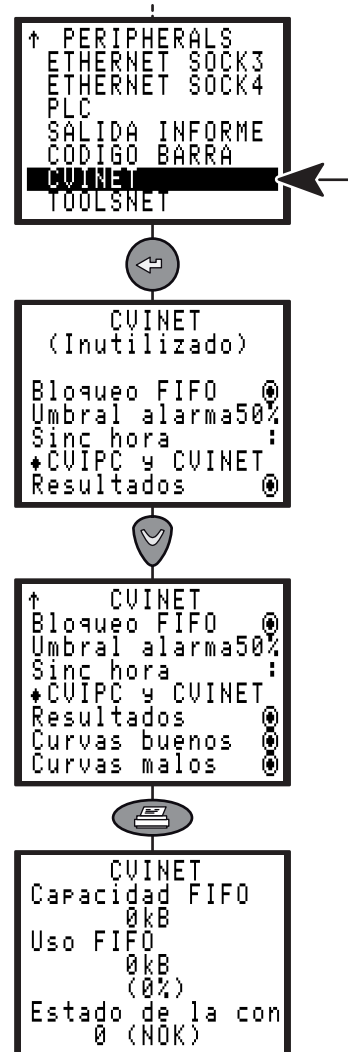 ↑ PERIPHERALS
ETHERNET SOCK3
ETHERNET SOCK4
PLC
SALIDA INFORME
CODIGO BARRA
CVINET
TOOLSNET
CVINET
(Inutilizado)
Bloqueo FIFO
Umbral alarma50%
Sinc hora :
♦CVIPC y CVINET
Resultados
↑ CVINET
Bloqueo FIFO
Umbral alarma50%
Sinc hora :
♦CVIPC y CVINET
Resultados
Curvas buenos
Curvas malos
CVINET
Capacidad FIFO
0kB
Uso FIFO
0kB
(0%)
Estado de la con
0 (NOK)